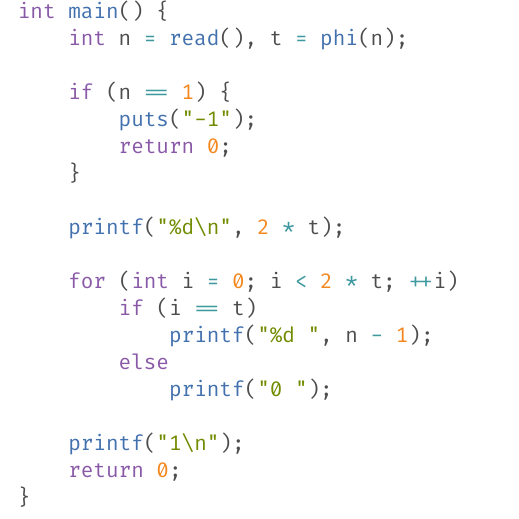 int main() {
    int n = read(), t = phi(n);

    if (n == 1) {
        puts("-1");
        return 0;
    }

    printf("%d\n", 2 * t);

    for (int i = 0; i < 2 * t; ++i)
        if (i == t)
            printf("%d ", n - 1);
        else
            printf("0 ");

    printf("1\n");
    return 0;
}